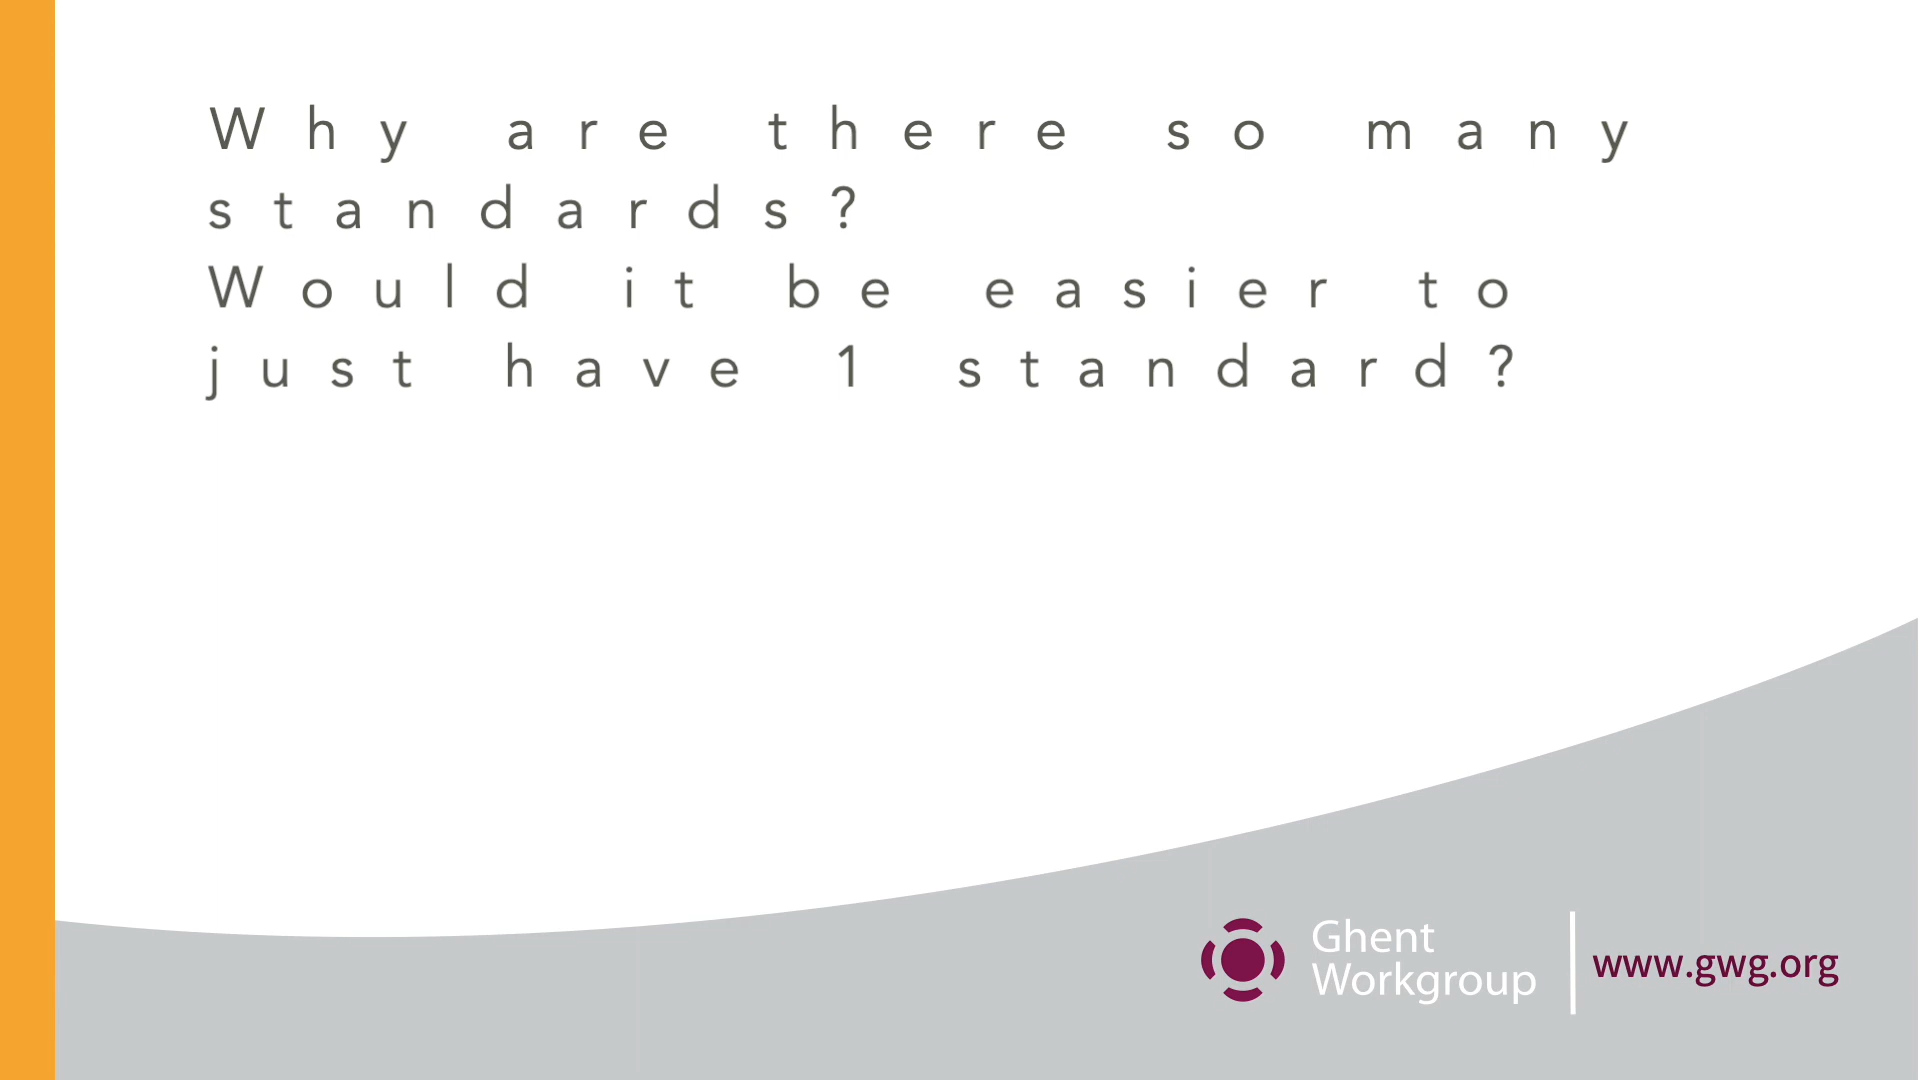 Why are there so many
standards?
Would it be easier to
just have 1 standard?
Ghent
Workgroup
www.gwg.org